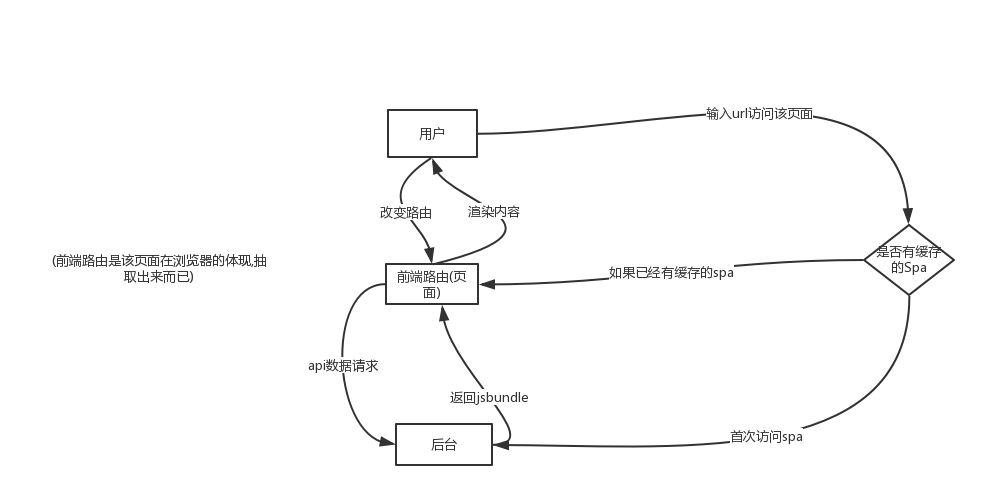 输入url访问该页面
用户
改变路由
渲染内容
是否有缓存
的Spa
(前端路由是该页面在浏览器的体现,抽
取出来而已)
如果已经有缓存的spa
前端路由(页
面)
api数据请求
返回jsbundle
首次访问spa
后台